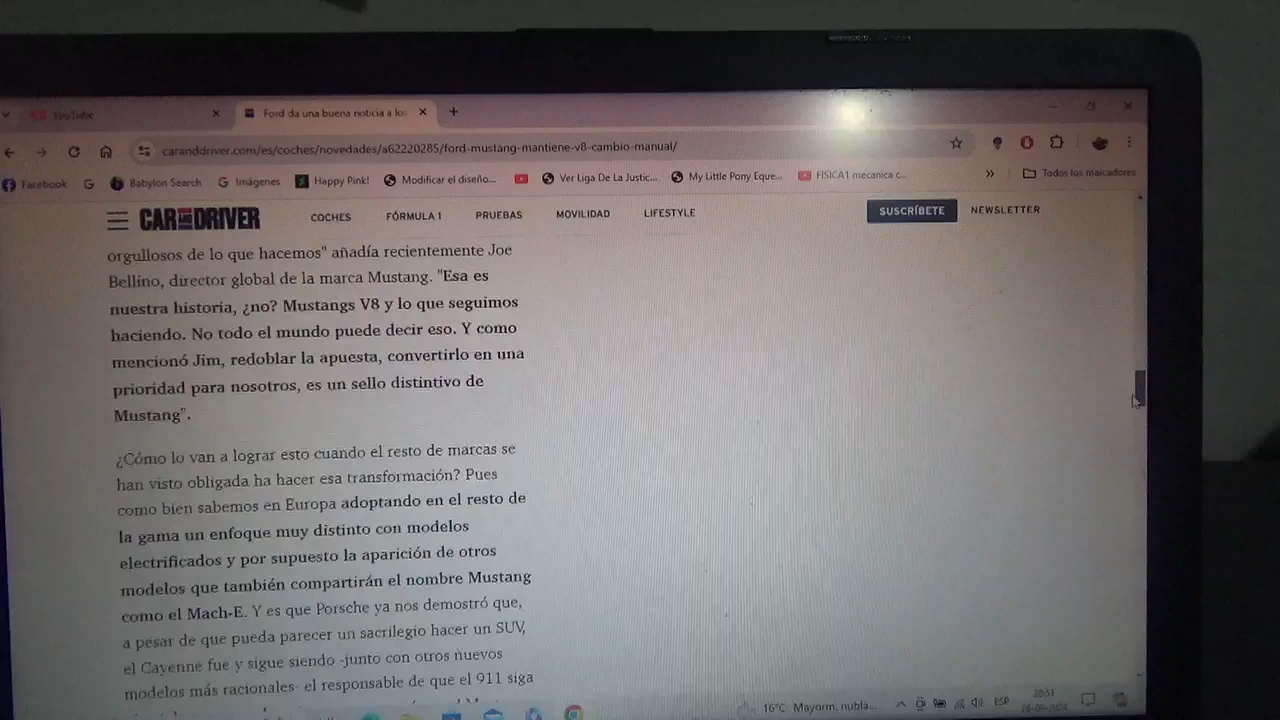 YouTube
Ford da una buena noticia a los
caranddriver.com/es/coches/novedades/a62220285/ford-mustang-mantiene-v8-cambio-manual/
Facebook
Babylon Search
Imágenes
Happy Pink!
Modificar el diseño...
Ver Liga De La Justic...
My Little Pony Eque...
FISICA1 mecanica c...
Todos los marcadores
CAR AND DRIVER
COCHES
FÓRMULA 1
PRUEBAS
MOVILIDAD
LIFESTYLE
SUSCRÍBETE
NEWSLETTER
orgullosos de lo que hacemos" añadía recientemente Joe
Bellino, director global de la marca Mustang. "Esa es
nuestra historia, ¿no? Mustangs V8 y lo que seguimos
haciendo. No todo el mundo puede decir eso. Y como
mencionó Jim, redoblar la apuesta, convertirlo en una
prioridad para nosotros, es un sello distintivo de
Mustang".
¿Cómo lo van a lograr esto cuando el resto de marcas se
han visto obligada ha hacer esa transformación? Pues
como bien sabemos en Europa adoptando en el resto de
la gama un enfoque muy distinto con modelos
electrificados y por supuesto la aparición de otros
modelos que también compartirán el nombre Mustang
como el Mach-E. Y es que Porsche ya nos demostró que,
a pesar de que pueda parecer un sacrilegio hacer un SUV,
el Cayenne fue y sigue siendo -junto con otros nuevos
modelos más racionales- el responsable de que el 911 siga
16°C Mayorm. nubla...
ESP
20:51